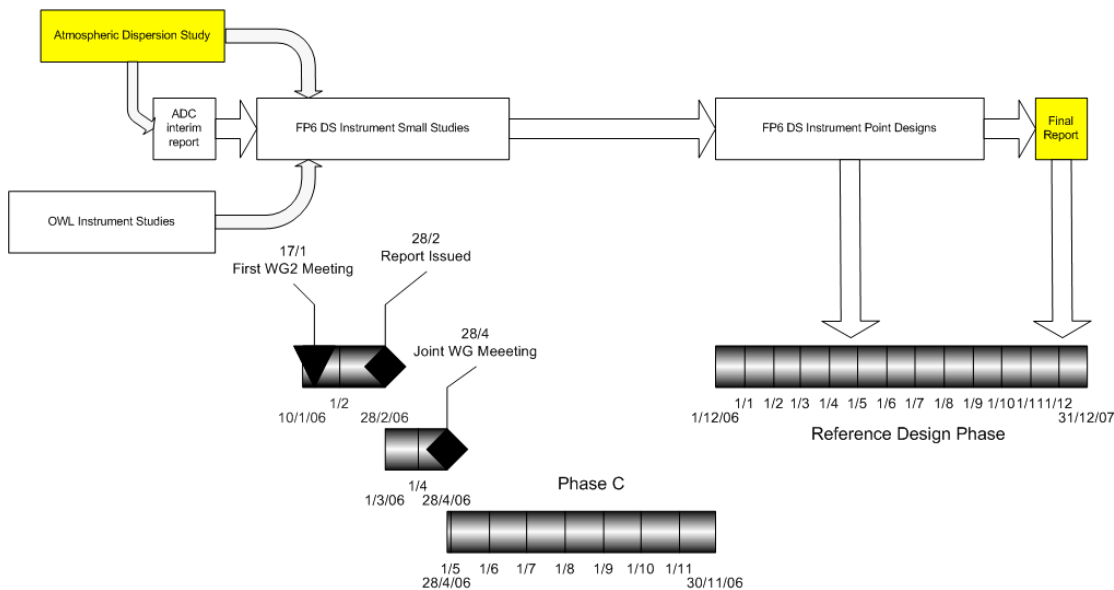 Atmospheric Dispersion Study
ADC
interim
report
FP6 DS Instrument Small Studies
FP6 DS Instrument Point Designs
Final
Report
OWL Instrument Studies
17/1
First WG2 Meeting
28/2
Report Issued
28/4
Joint WG Meeeting
1/2
10/1/06
28/2/06
1/1
1/2
1/3
1/4
1/5
1/6
1/7
1/8
1/9
1/10
1/11
1/12
1/12/06
31/12/07
Reference Design Phase
1/4
1/3/06
28/4/06
Phase C
1/5
1/6
1/7
1/8
1/9
1/10
1/11
28/4/06
30/11/06